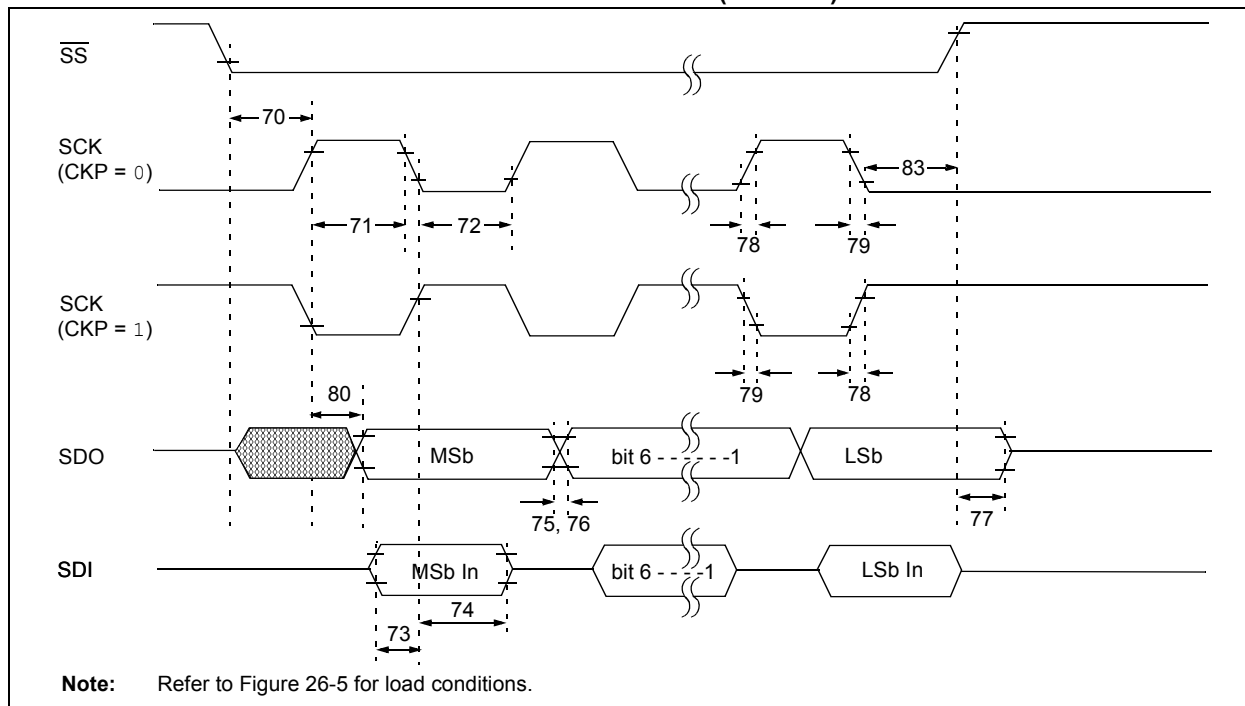 SS
70
SCK
(CKP = 0)
83
71
72
78
79
SCK
(CKP = 1)
79
78
80
SDO
MSb
bit 6 - - - - - - -1
LSb
75, 76
77
SDI
MSb In
bit 6 - - - - -1
LSb In
74
73
Note: Refer to Figure 26-5 for load conditions.